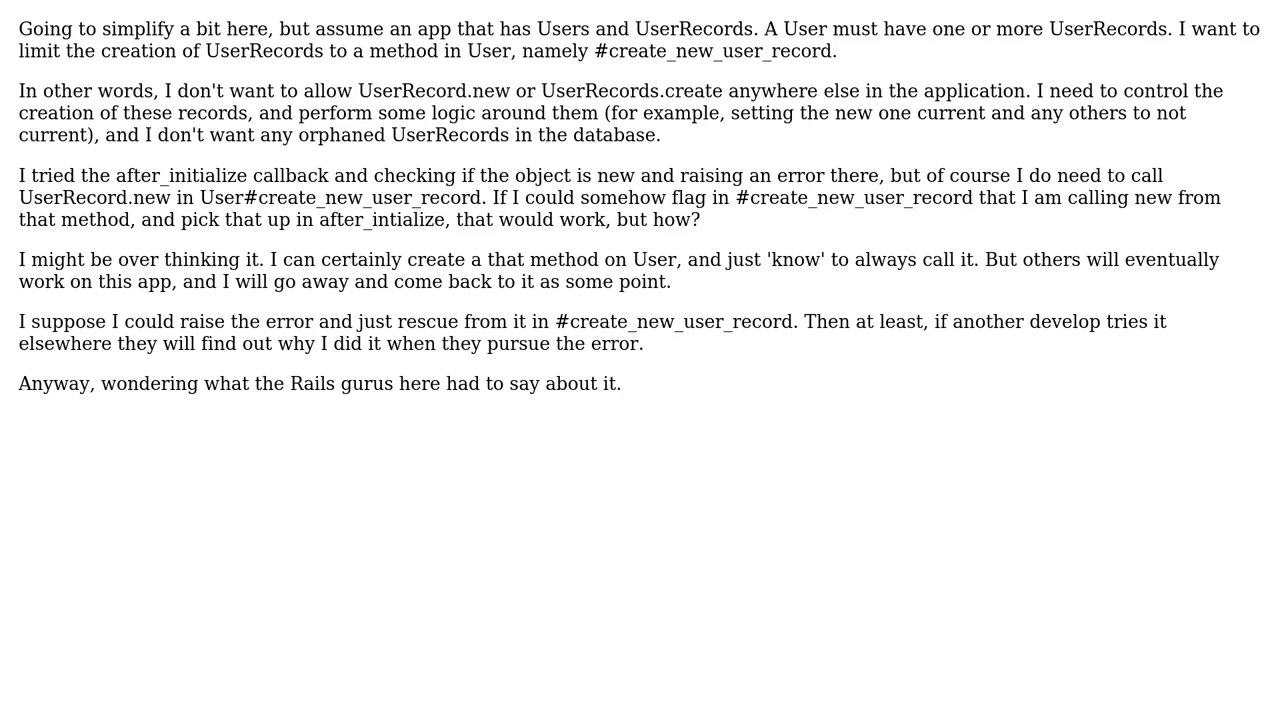 Going to simplify a bit here, but assume an app that has Users and UserRecords. A User must have one or more UserRecords. I want to
limit the creation of UserRecords to a method in User, namely #create_new_user_record.
In other words, I don't want to allow UserRecord.new or UserRecords.create anywhere else in the application. I need to control the
creation of these records, and perform some logic around them (for example, setting the new one current and any others to not
current), and I don't want any orphaned UserRecords in the database.
I tried the after_initialize callback and checking if the object is new and raising an error there, but of course I do need to call
UserRecord.new in User#create_new_user_record. If I could somehow flag in #create_new_user_record that I am calling new from
that method, and pick that up in after_intialize, that would work, but how?
I might be over thinking it. I can certainly create a that method on User, and just 'know' to always call it. But others will eventually
work on this app, and I will go away and come back to it as some point.
I suppose I could raise the error and just rescue from it in #create_new_user_record. Then at least, if another develop tries it
elsewhere they will find out why I did it when they pursue the error.
Anyway, wondering what the Rails gurus here had to say about it.